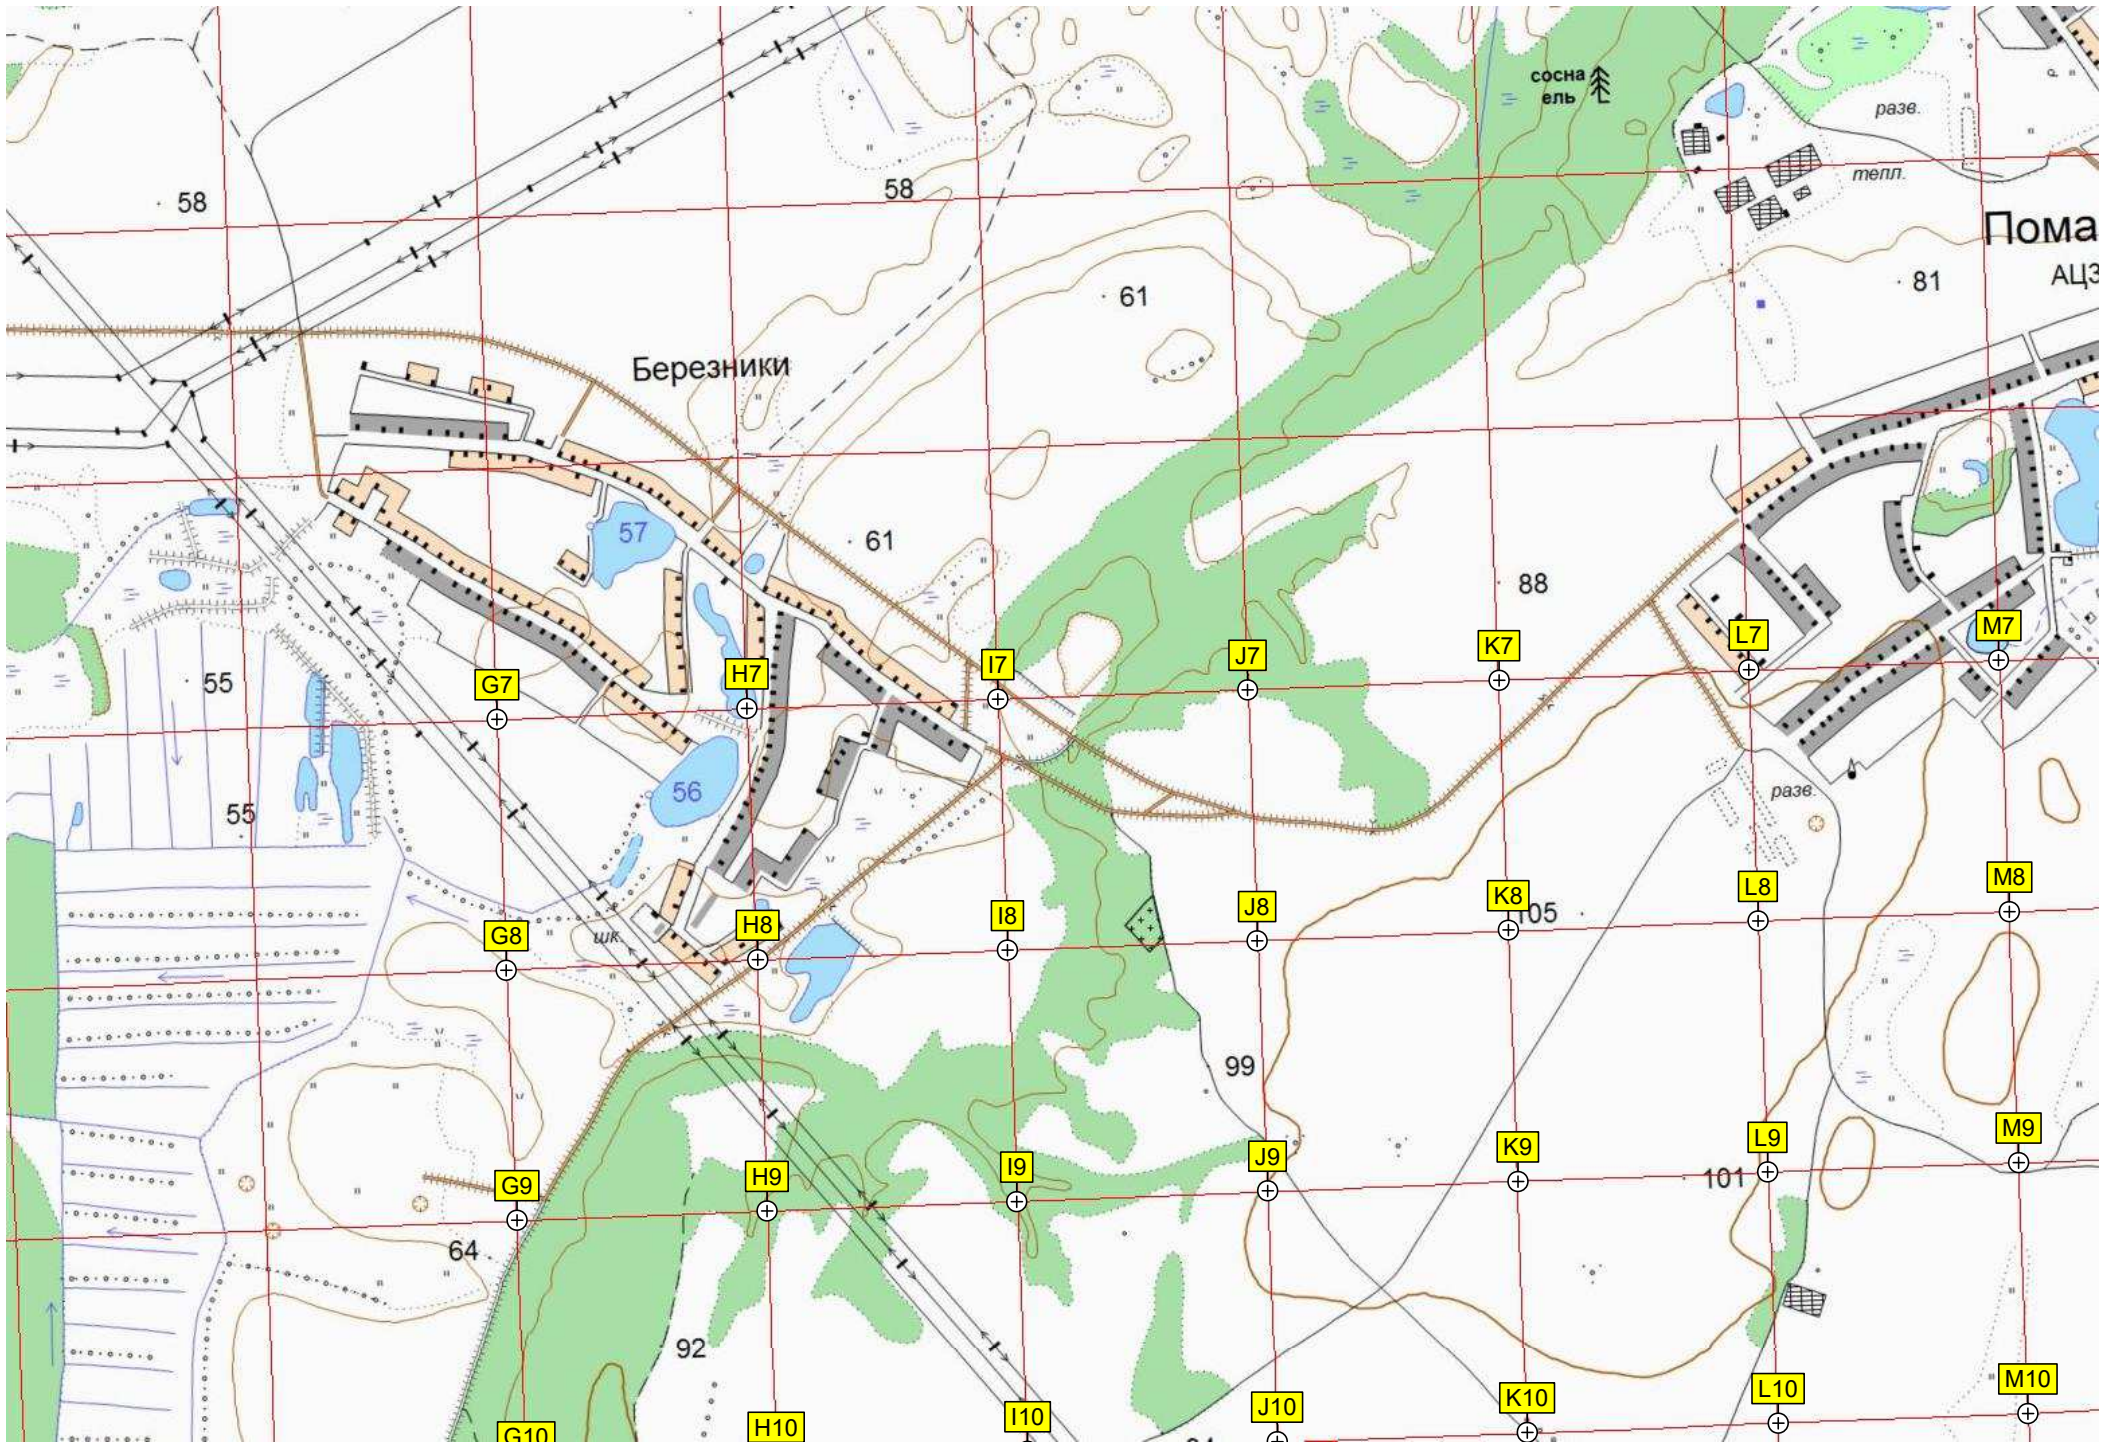 сосна
ель
разв.
тепл.
58
58
Пома
61
81
АЦЗ
Березники
57
61
88
55
G7
H7
I7
J7
K7
L7
M7
56
55
разв.
шк.
G8
H8
I8
J8
K8
105
L8
M8
99
G9
H9
I9
J9
K9
101
L9
M9
64
92
G10
H10
I10
J10
K10
L10
M10